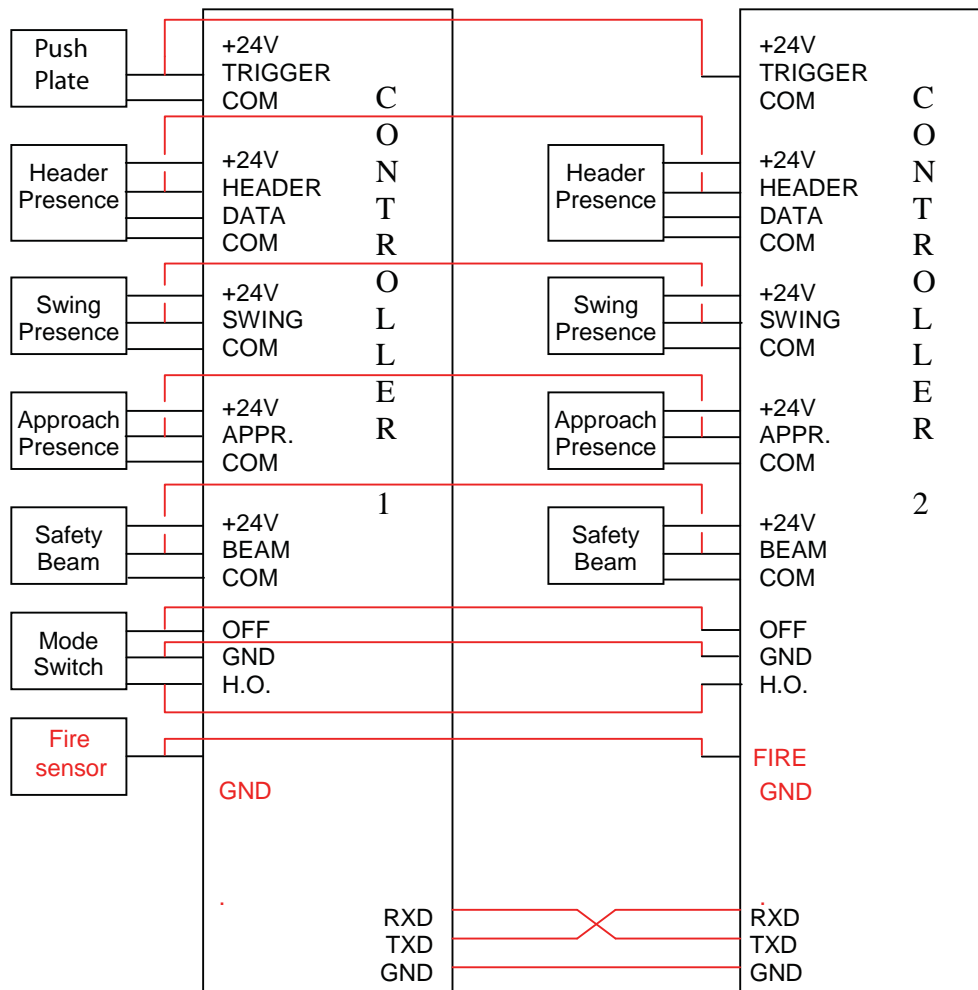 Push
Plate
+24V
TRIGGER
COM
Header
Presence
+24V
HEADER
DATA
COM
Swing
Presence
+24V
SWING
COM
Approach
Presence
+24V
APPR.
COM
Safety
Beam
+24V
BEAM
COM
Mode
Switch
OFF
GND
H.O.
Fire
sensor
GND
.
C
O
N
T
R
O
L
L
E
R
1
RXD
TXD
GND
+24V
TRIGGER
COM
Header
Presence
+24V
HEADER
DATA
COM
Swing
Presence
+24V
SWING
COM
Approach
Presence
+24V
APPR.
COM
Safety
Beam
+24V
BEAM
COM
OFF
GND
H.O.
FIRE
GND
.
RXD
TXD
GND
C
O
N
T
R
O
L
L
E
R
2